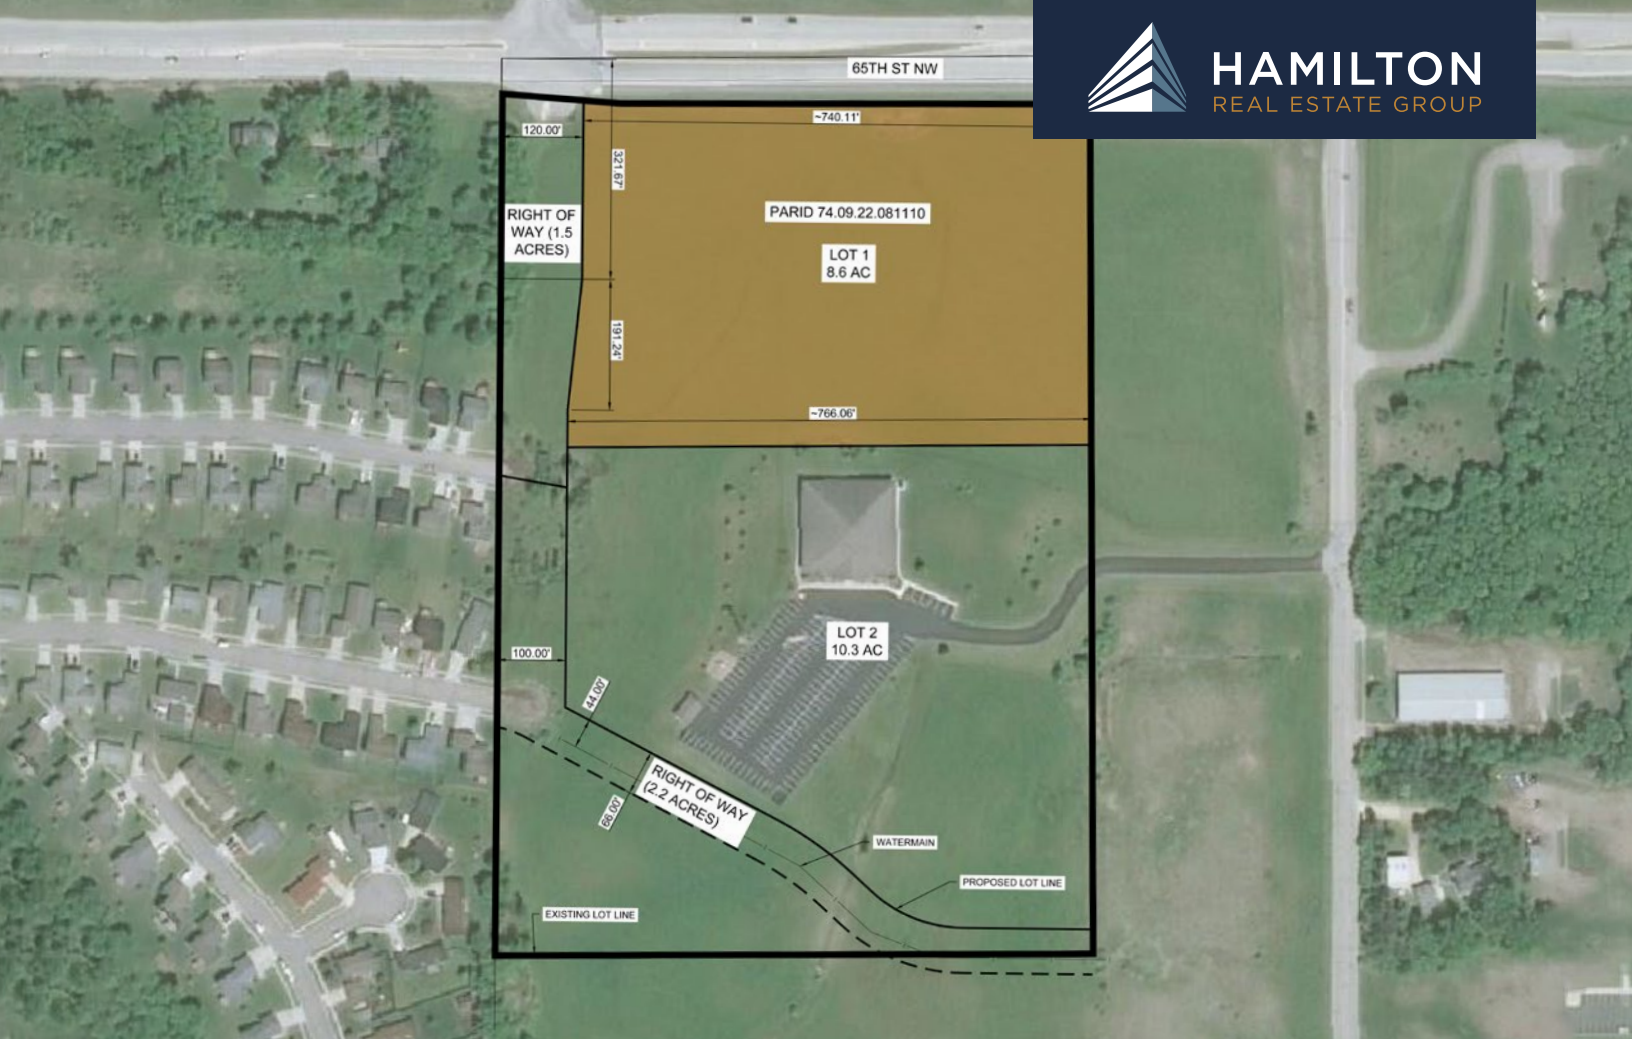 HAMILTON
REAL ESTATE GROUP
65TH ST NW
~740.11'
120.00'
321.67'
PARID 74.09.22.081110
RIGHT OF
WAY (1.5
ACRES)
LOT 1
8.6 AC
191.24'
~766.06'
LOT 2
10.3 AC
100.00'
44.00'
RIGHT OF WAY
(2.2 ACRES)
66.00'
WATERMAIN
PROPOSED LOT LINE
EXISTING LOT LINE